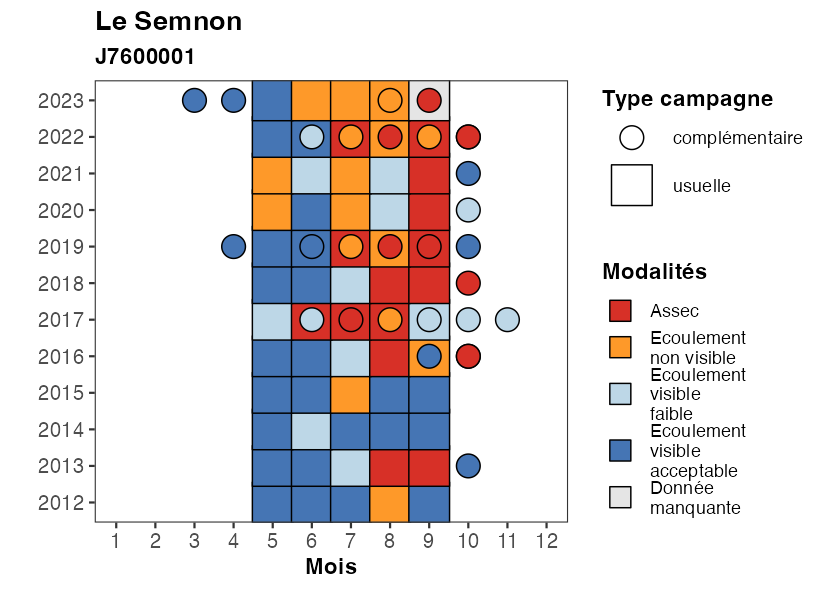 Le Semnon
J7600001
2023
2022
2021
2020
2019
2018
2017
2016
2015
2014
2013
2012
1 2 3 4 5 6 7 8 9 10 11 12
Mois
Type campagne
complémentaire
usuelle
Modalités
Assec
Ecoulement
non visible
Ecoulement
visible
faible
Ecoulement
visible
acceptable
Donnée
manquante